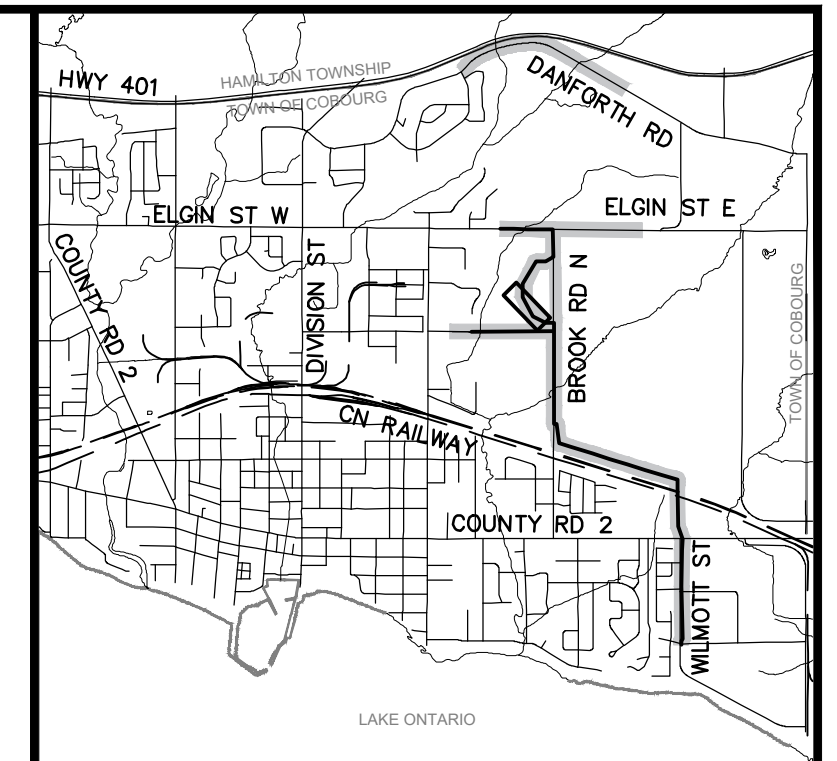 HWY 401
HAMILTON TOWNSHIP
TOWN OF COBOURG
DANFORTH RD
ELGIN ST W
ELGIN ST E
COUNTY RD 2
DIVISION ST
BROOK RD N
TOWN OF COBOURG
CN RAILWAY
COUNTY RD 2
WILMOTT ST
LAKE ONTARIO